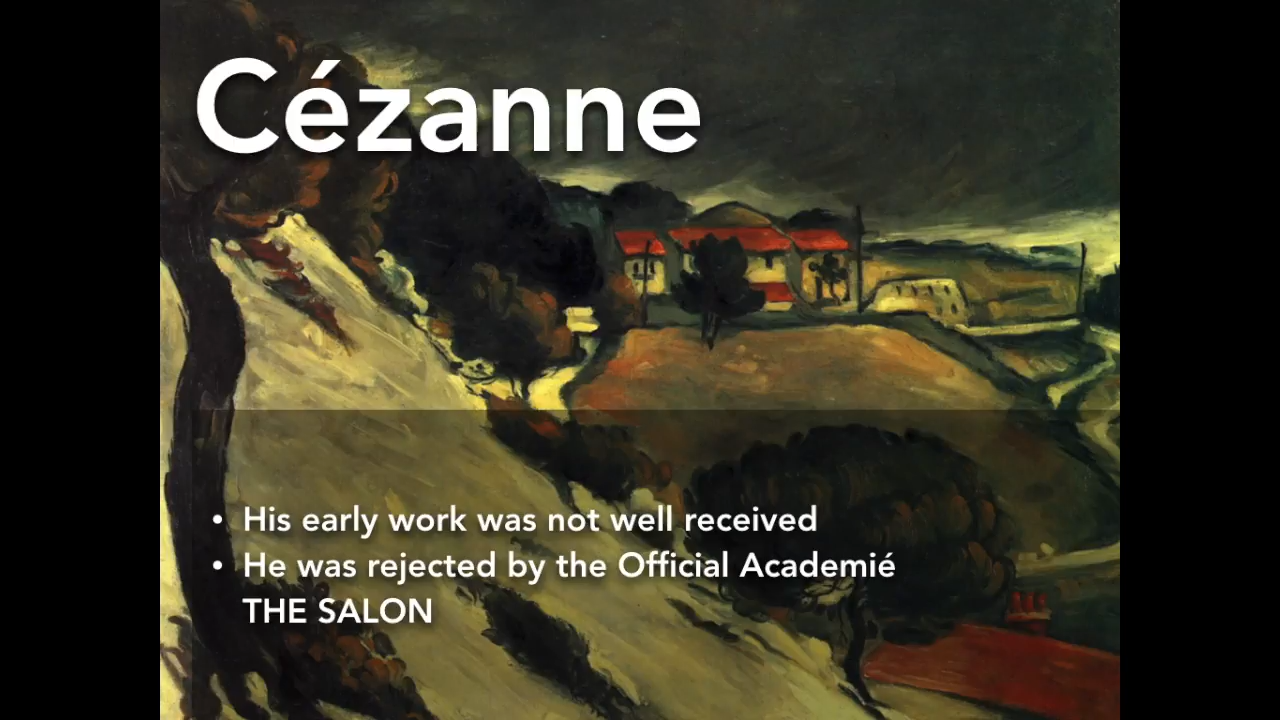 Cézanne
• His early work was not well received
• He was rejected by the Official Academié
THE SALON